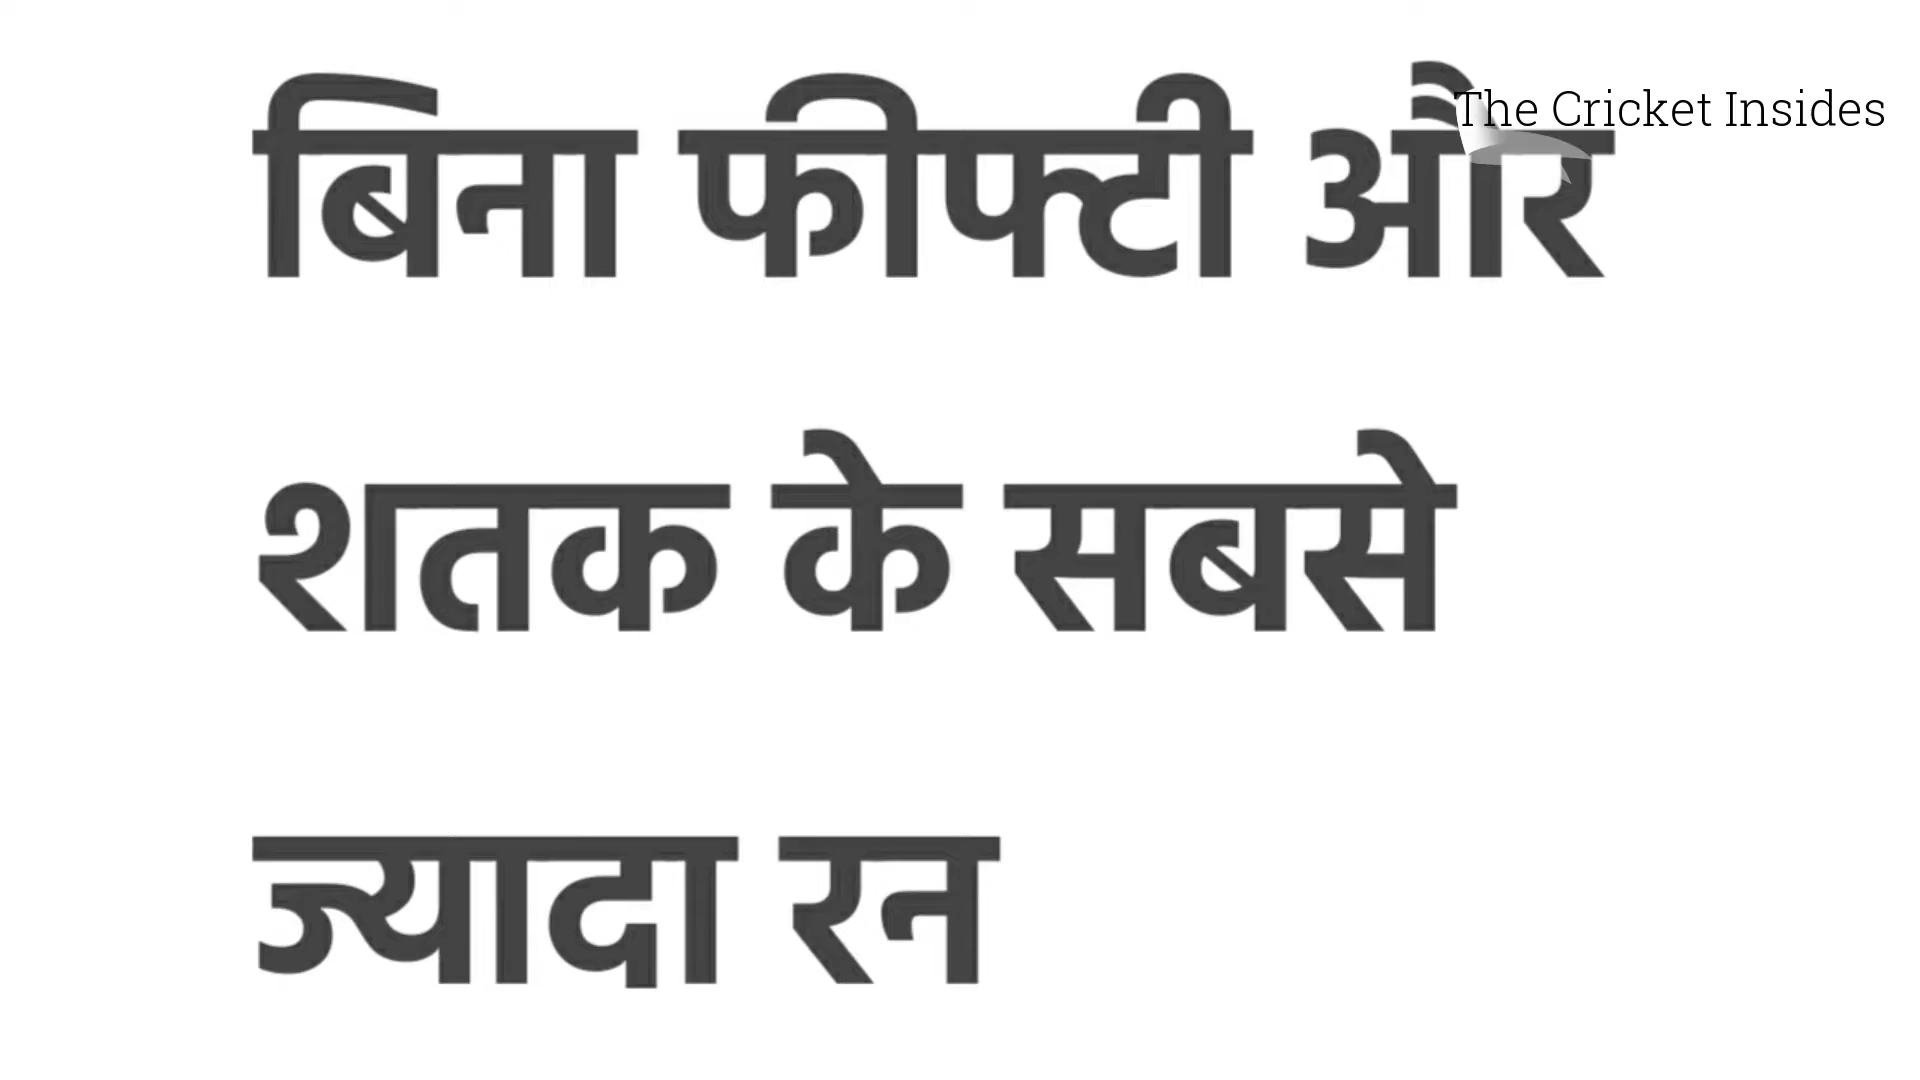 बिना फीफ्टी और
The Cricket Insides
शतक के सबसे
ज्यादा रन